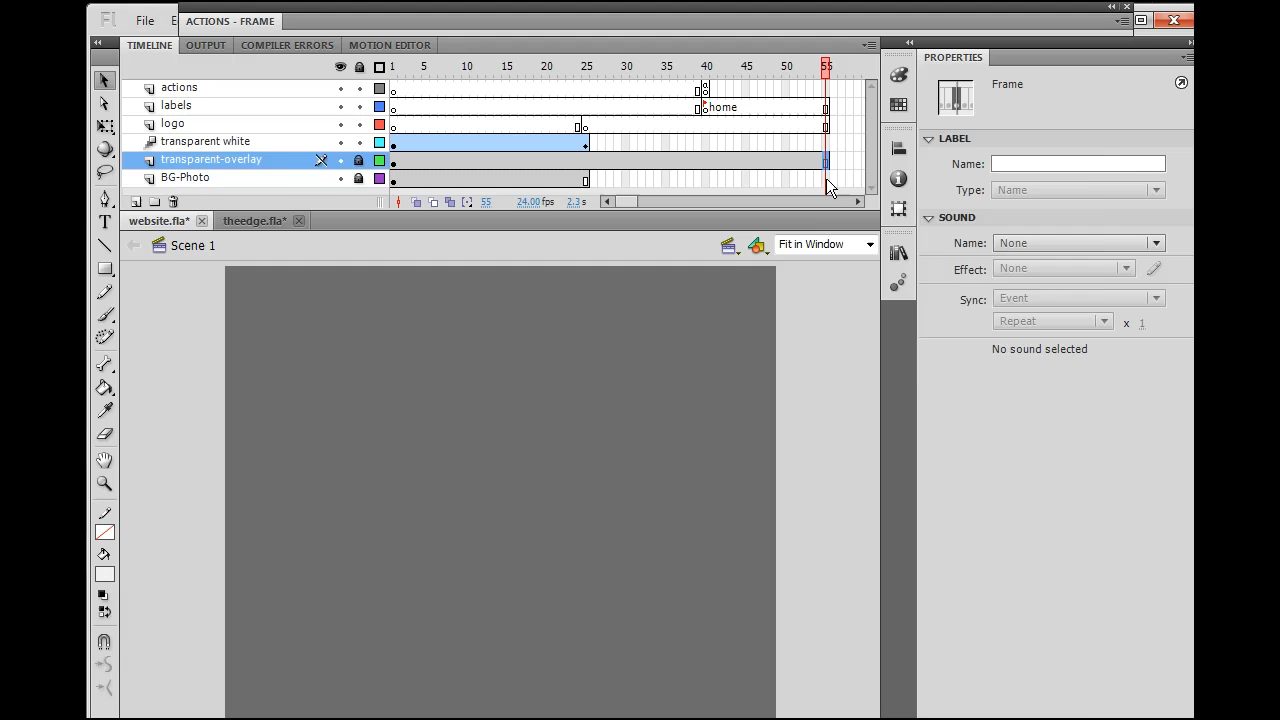 Fl File E ACTIONS - FRAME
TIMELINE OUTPUT COMPILER ERRORS MOTION EDITOR
PROPERTIES
1 5 10 15 20 25 30 35 40 45 50 55
actions
a
labels
home
logo
transparent white
transparent-overlay
BG-Photo
55 24.00fps 2.3 s
website.fla* theedge.fla*
Scene 1
Fit in Window
T
Frame
LABEL
Name:
Type: Name
SOUND
Name: None
Effect: None
Sync: Event
Repeat x 1
No sound selected